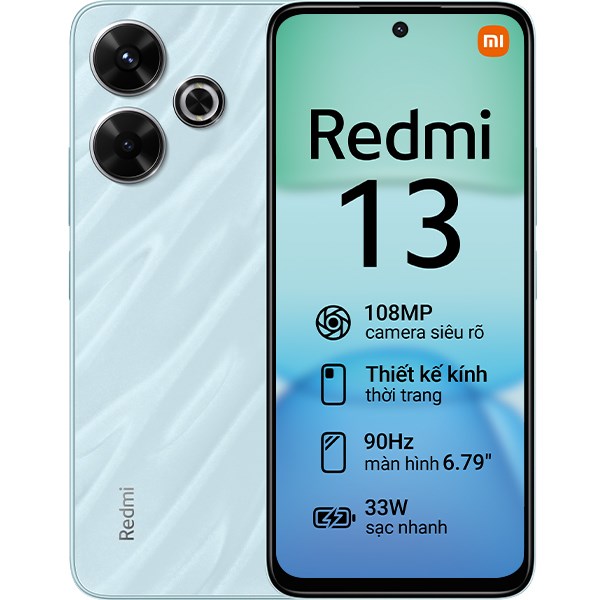 mi
Redmi
13
108MP
camera siêu rõ
Thiết kế kính
thời trang
90Hz
màn hình 6.79"
33W
sạc nhanh
Redmi